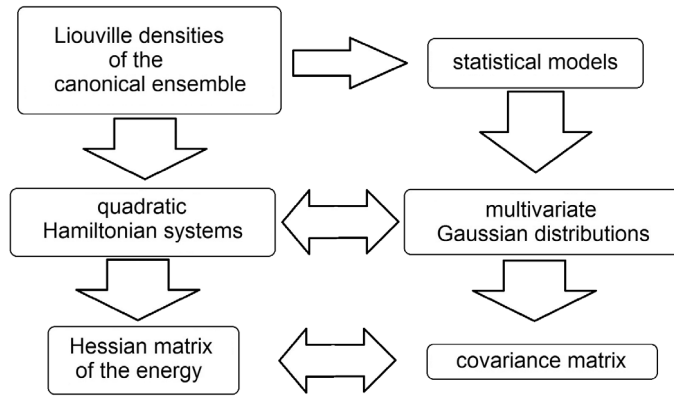 Liouville densities
of the
canonical ensemble
statistical models
quadratic
Hamiltonian systems
multivariate
Gaussian distributions
Hessian matrix
of the energy
covariance matrix